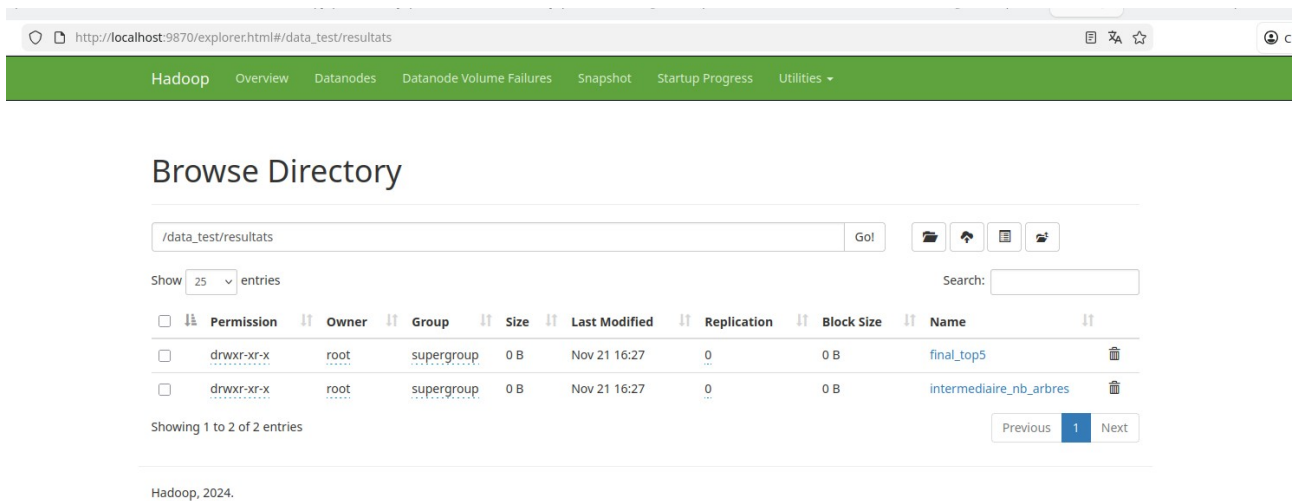 http://localhost:9870/explorer.html#/data_test/resultats
Hadoop Overview Datanodes Datanode Volume Failures Snapshot Startup Progress Utilities
Browse Directory
/data_test/resultats Go!
Show 25 entries Search:
Permission Owner Group Size Last Modified Replication Block Size Name
drwxr-xr-x root supergroup 0 B Nov 21 16:27 0 0 B final_top5
drwxr-xr-x root supergroup 0 B Nov 21 16:27 0 0 B intermediaire_nb_arbres
Showing 1 to 2 of 2 entries Previous 1 Next
Hadoop, 2024.